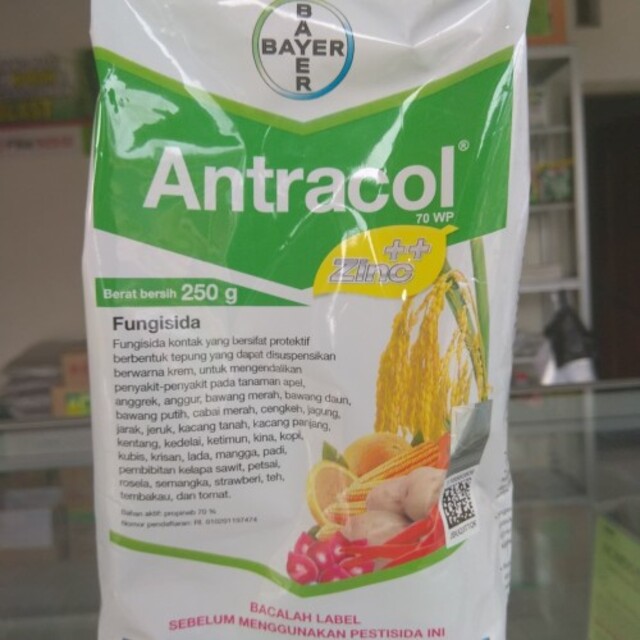 BAYER
BAYER
Antracol®
70 WP
Zinc++
Berat bersih 250 g
Fungisida
Fungisida kontak yang bersifat protektif
berbentuk tepung yang dapat disuspensikan
berwarna krem, untuk mengendalikan
penyakit-penyakit pada tanaman apel,
anggrek, anggur, bawang merah, bawang daun,
bawang putih, cabai merah, cengkeh, jagung,
jarak, jeruk, kacang tanah, kacang panjang,
kentang, kedelai, ketimun, kina, kopi,
kubis, krisan, lada, mangga, padi,
pembibitan kelapa sawit, petsai,
rosela, semangka, strawberi, teh,
tembakau, dan tomat.
Bahan aktif: propineb 70 %
Nomor pendaftaran: RI. 010201197474
BACALAH LABEL
SEBELUM MENGGUNAKAN PESTISIDA INI